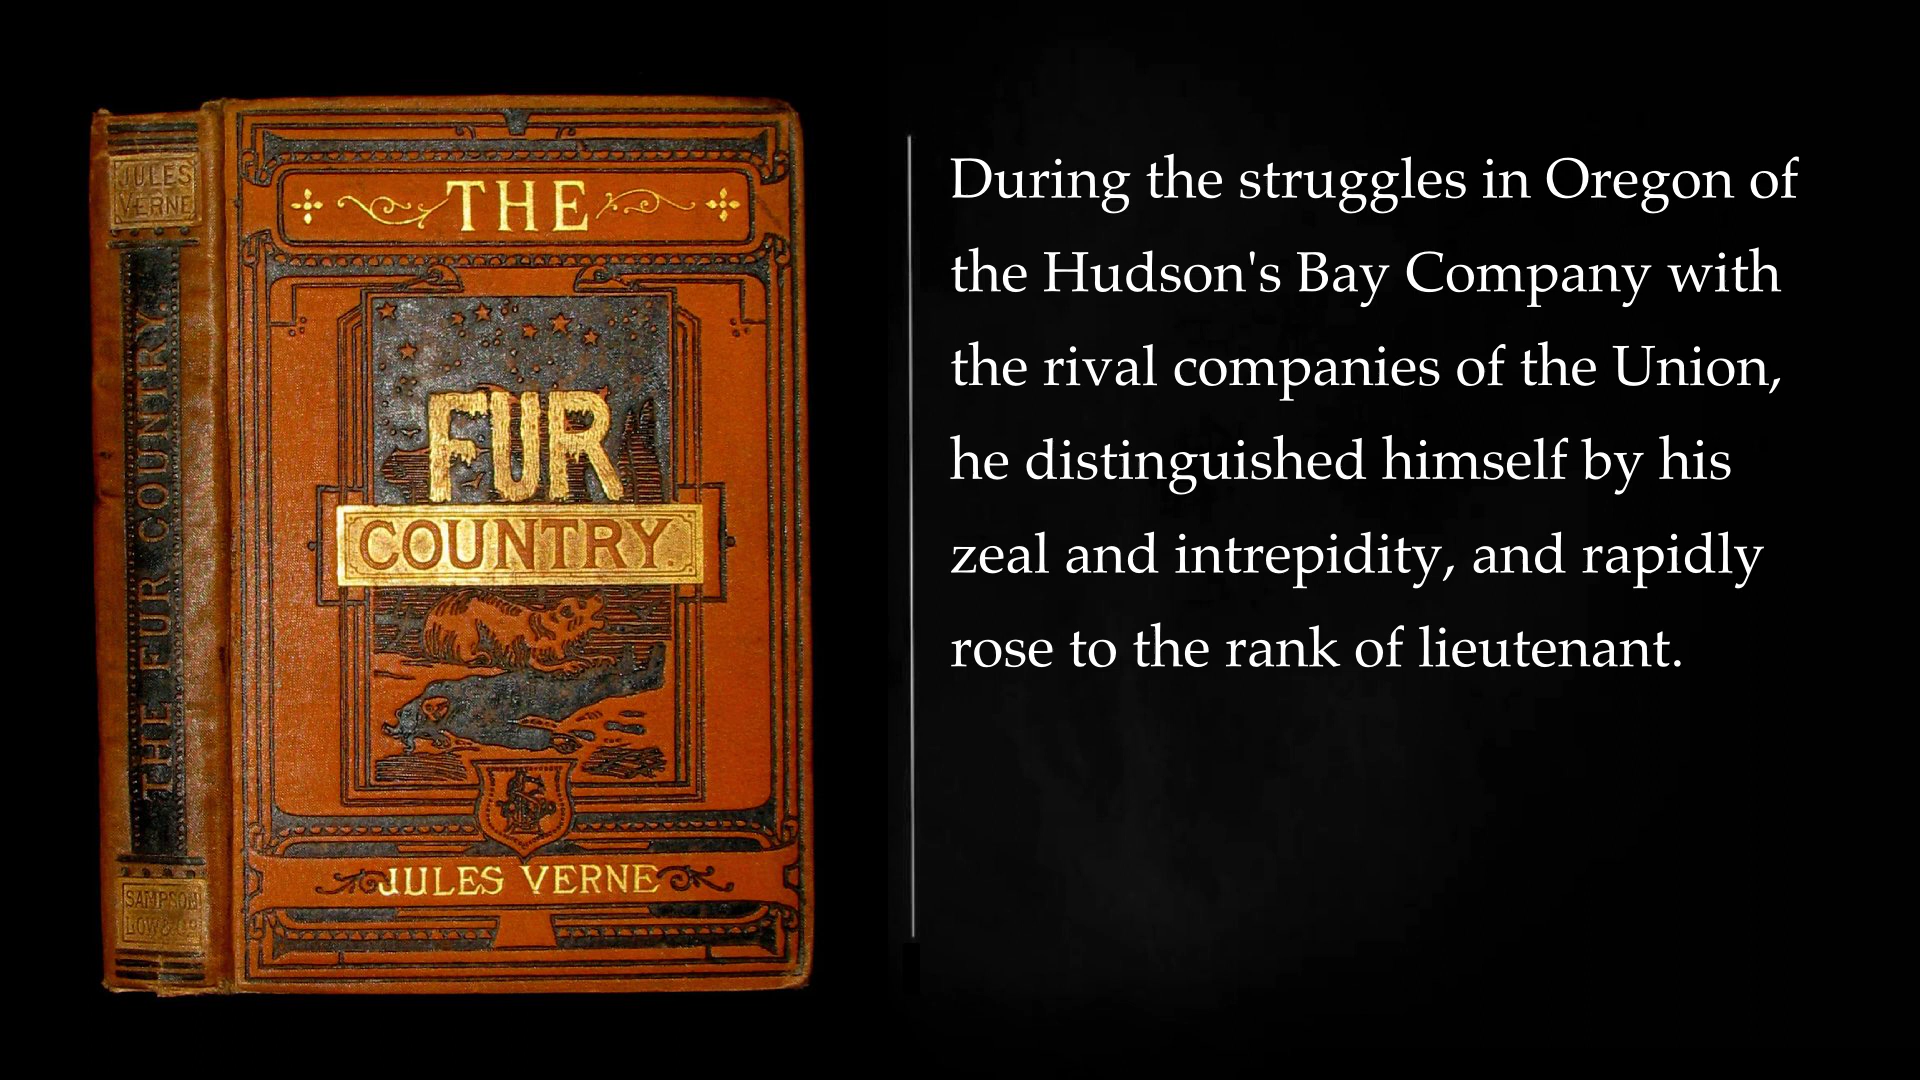 JULES
VERNE
THE FUR COUNTRY.
SAMPSON
LOW & Co
THE
FUR
COUNTRY.
JULES VERNE
During the struggles in Oregon of
the Hudson's Bay Company with
the rival companies of the Union,
he distinguished himself by his
zeal and intrepidity, and rapidly
rose to the rank of lieutenant.